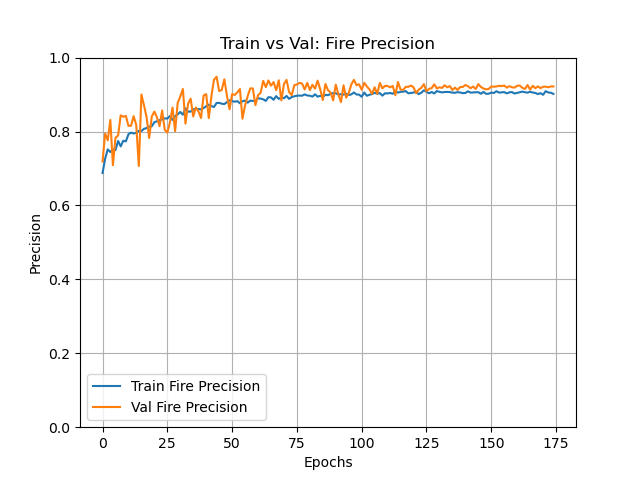 Train vs Val: Fire Precision
1.0
0.8
0.6
0.4
0.2
0.0
Precision
Train Fire Precision
Val Fire Precision
0 25 50 75 100 125 150 175
Epochs